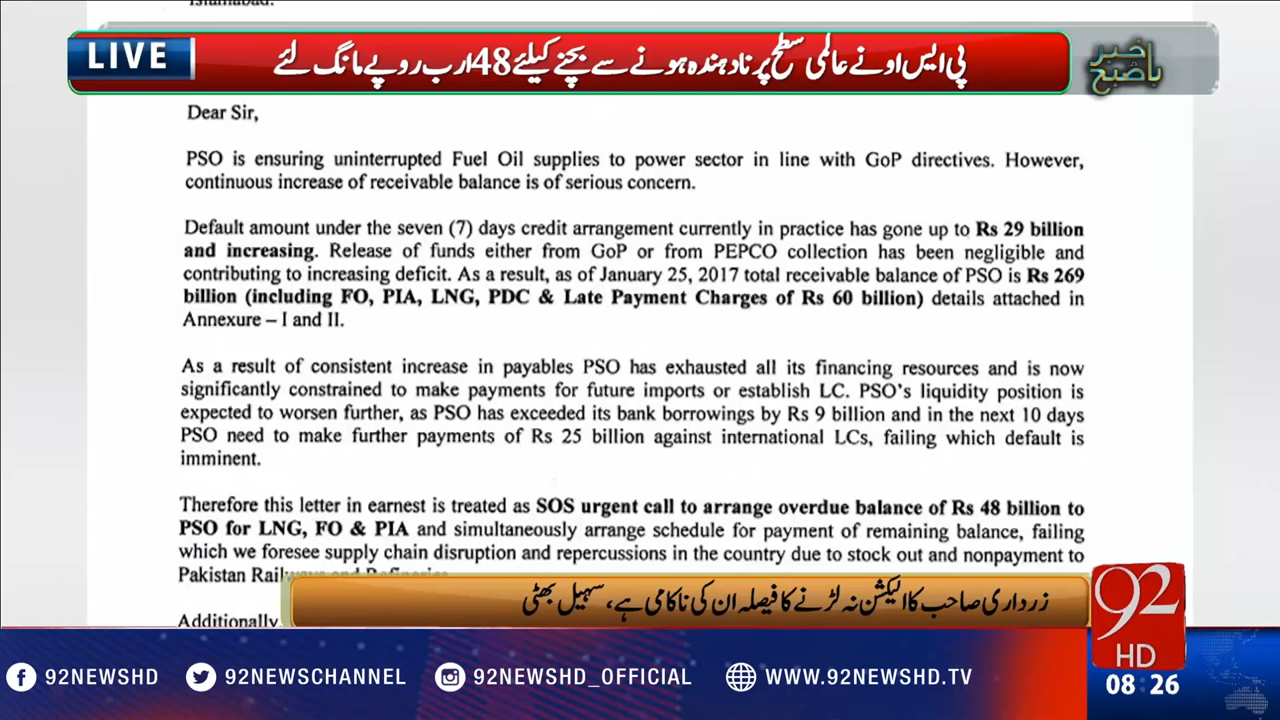 Islamabad.
LIVE
پی ایس او نے عالمی سطح پر نادہندہ ہونے سے بچنے کیلئے 48 ارب روپے مانگ لئے
خبر
باصبح
Dear Sir,
PSO is ensuring uninterrupted Fuel Oil supplies to power sector in line with GoP directives. However,
continuous increase of receivable balance is of serious concern.
Default amount under the seven (7) days credit arrangement currently in practice has gone up to Rs 29 billion
and increasing. Release of funds either from GoP or from PEPCO collection has been negligible and
contributing to increasing deficit. As a result, as of January 25, 2017 total receivable balance of PSO is Rs 269
billion (including FO, PIA, LNG, PDC & Late Payment Charges of Rs 60 billion) details attached in
Annexure – I and II.
As a result of consistent increase in payables PSO has exhausted all its financing resources and is now
significantly constrained to make payments for future imports or establish LC. PSO's liquidity position is
expected to worsen further, as PSO has exceeded its bank borrowings by Rs 9 billion and in the next 10 days
PSO need to make further payments of Rs 25 billion against international LCs, failing which default is
imminent.
Therefore this letter in earnest is treated as SOS urgent call to arrange overdue balance of Rs 48 billion to
PSO for LNG, FO & PIA and simultaneously arrange schedule for payment of remaining balance, failing
which we foresee supply chain disruption and repercussions in the country due to stock out and nonpayment to
Pakistan Railways and Refineries
زرداری صاحب کا الیکشن نہ لڑنے کا فیصلہ ان کی ناکامی ہے، سہیل بھٹی
Additionally
92
HD
92NEWSHD
92NEWSCHANNEL
92NEWSHD_OFFICIAL
WWW.92NEWSHD.TV
08:26